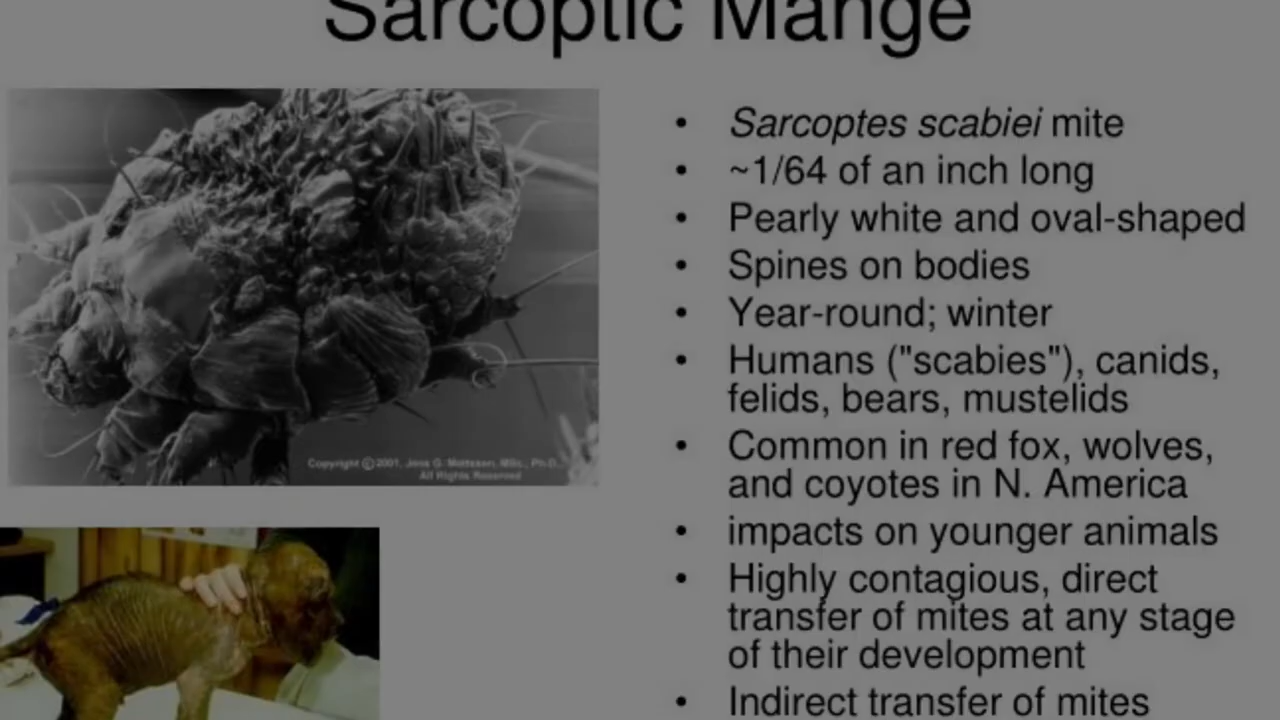 Sarcoptic Mange
• Sarcoptes scabiei mite
• ~1/64 of an inch long
• Pearly white and oval-shaped
• Spines on bodies
• Year-round; winter
• Humans ("scabies"), canids,
felids, bears, mustelids
• Common in red fox, wolves,
and coyotes in N. America
• impacts on younger animals
• Highly contagious, direct
transfer of mites at any stage
of their development
• Indirect transfer of mites
Copyright ©2001, Jens G. Mattsson, MSc., Ph.D.,
All Rights Reserved